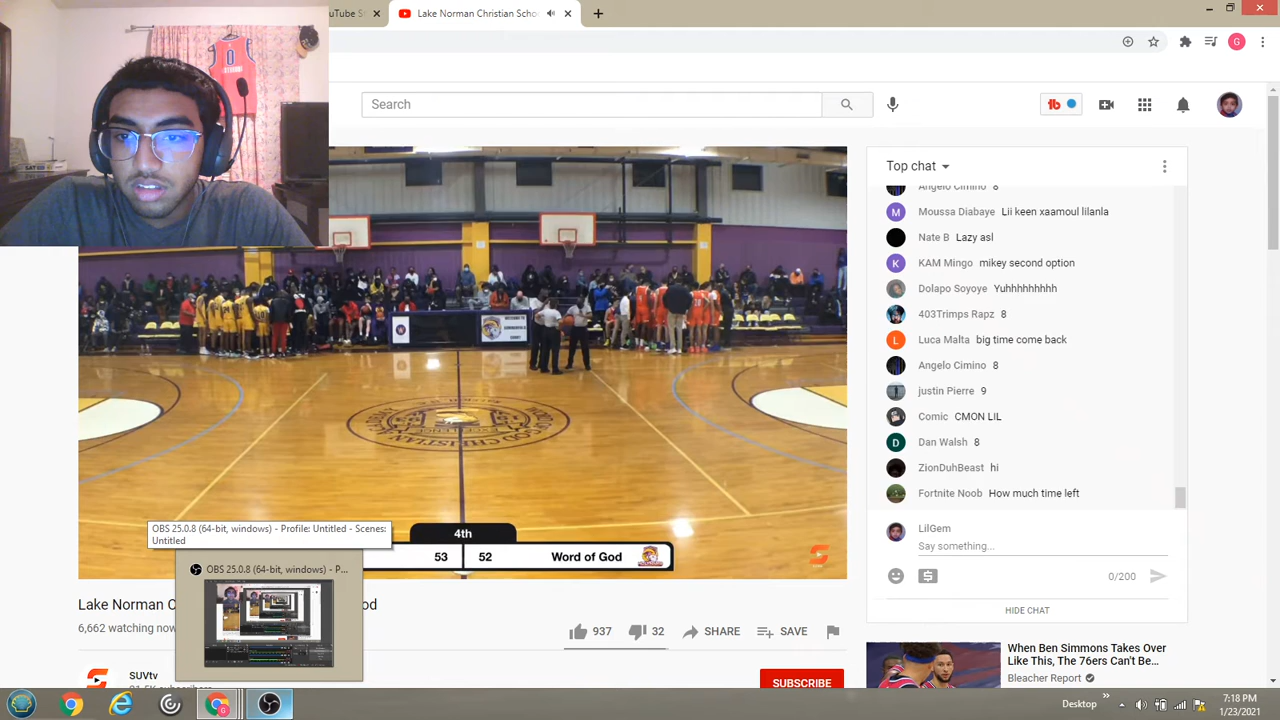 uTube S
Lake Norman Christian Scho
0
Search
Top chat
Angelo Cimino 8
M Moussa Diabaye Lii keen xaamoul lilanla
Nate B Lazy asl
K KAM Mingo mikey second option
Dolapo Soyoye Yuhhhhhhhh
403Trimps Rapz 8
L Luca Malta big time come back
Angelo Cimino 8
justin Pierre 9
Comic CMON LIL
D Dan Walsh 8
ZionDuhBeast hi
Fortnite Noob How much time left
LilGem
Say something...
0/200
HIDE CHAT
4th
53 52 Word of God
OBS 25.0.8 (64-bit, windows) - Profile: Untitled - Scenes:
Untitled
OBS 25.0.8 (64-bit, windows) - P...
Lake Norman C
od
6,662 watching now
937 32 SHARE SAVE
SUVtv
SUBSCRIBE
When Ben Simmons Takes Over
Like This, The 76ers Can't Be...
Bleacher Report
Desktop
7:18 PM
1/23/2021